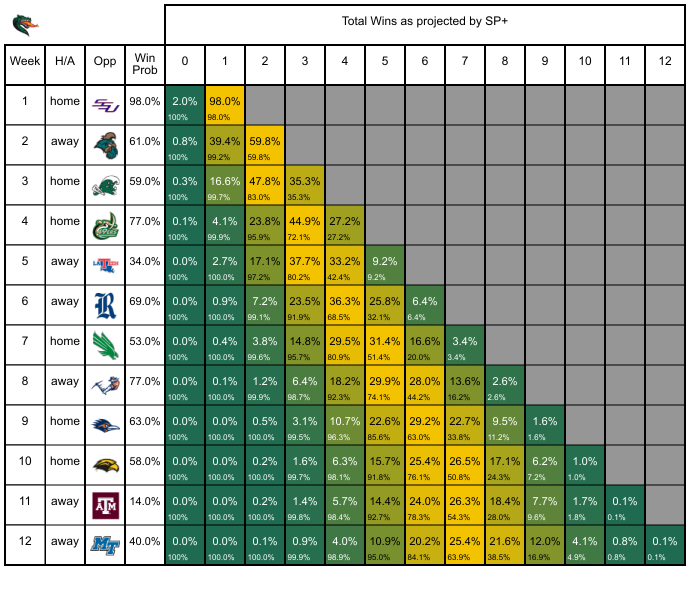 Total Wins as projected by SP+
Week H/A Opp Win Prob 0 1 2 3 4 5 6 7 8 9 10 11 12
1 home 98.0% 2.0% 98.0%
100% 98.0%
2 away 61.0% 0.8% 39.4% 59.8%
100% 99.2% 59.8%
3 home 59.0% 0.3% 16.6% 47.8% 35.3%
100% 99.7% 83.0% 35.3%
4 home 77.0% 0.1% 4.1% 23.8% 44.9% 27.2%
100% 99.9% 95.9% 72.1% 27.2%
5 away LA TECH 34.0% 0.0% 2.7% 17.1% 37.7% 33.2% 9.2%
100% 100.0% 97.2% 80.2% 42.4% 9.2%
6 away R 69.0% 0.0% 0.9% 7.2% 23.5% 36.3% 25.8% 6.4%
100% 100.0% 99.1% 91.9% 68.5% 32.1% 6.4%
7 home 53.0% 0.0% 0.4% 3.8% 14.8% 29.5% 31.4% 16.6% 3.4%
100% 100.0% 99.6% 95.7% 80.9% 51.4% 20.0% 3.4%
8 away 77.0% 0.0% 0.1% 1.2% 6.4% 18.2% 29.9% 28.0% 13.6% 2.6%
100% 100.0% 99.9% 98.7% 92.3% 74.1% 44.2% 16.2% 2.6%
9 home 63.0% 0.0% 0.0% 0.5% 3.1% 10.7% 22.6% 29.2% 22.7% 9.5% 1.6%
100% 100.0% 100.0% 99.5% 96.3% 85.6% 63.0% 33.8% 11.2% 1.6%
10 home 58.0% 0.0% 0.0% 0.2% 1.6% 6.3% 15.7% 25.4% 26.5% 17.1% 6.2% 1.0%
100% 100.0% 100.0% 99.7% 98.1% 91.8% 76.1% 50.8% 24.3% 7.2% 1.0%
11 away ATM 14.0% 0.0% 0.0% 0.2% 1.4% 5.7% 14.4% 24.0% 26.3% 18.4% 7.7% 1.7% 0.1%
100% 100.0% 100.0% 99.8% 98.4% 92.7% 78.3% 54.3% 28.0% 9.6% 1.8% 0.1%
12 away MT 40.0% 0.0% 0.0% 0.1% 0.9% 4.0% 10.9% 20.2% 25.4% 21.6% 12.0% 4.1% 0.8% 0.1%
100% 100.0% 100.0% 99.9% 98.9% 95.0% 84.1% 63.9% 38.5% 16.9% 4.9% 0.8% 0.1%